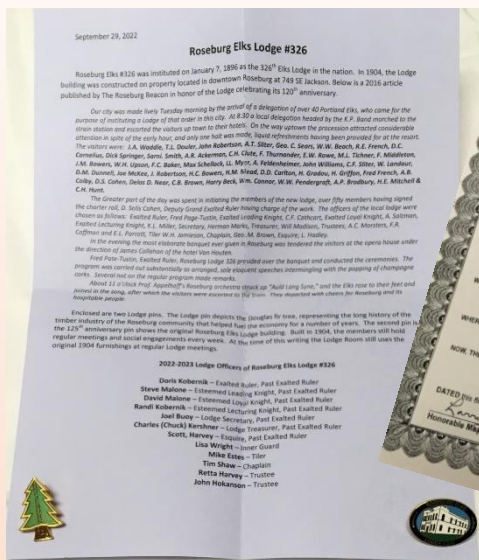 September 29, 2022
Roseburg Elks Lodge #326
Roseburg Elks #326 was instituted on January 7, 1896 as the 326th Elks Lodge in the nation. In 1904, the Lodge
building was constructed on property located in downtown Roseburg at 749 SE Jackson. Below is a 2016 article
published by The Roseburg Beacon in honor of the Lodge celebrating its 120th anniversary.
Our city was made lively Tuesday morning by the arrival of a delegation of over 40 Portland Elks, who came for the
purpose of instituting a Lodge of that order in this city. At 8:30 a local delegation headed by the K.P. Band marched to the
strain station and escorted the visitors up town to their hotels. On the way uptown the procession attracted considerable
attention in spite of the early hour, and only one halt was made, liquid refreshments having been provided for at the resort.
The visitors were: J.A. Waddle, T.L. Douler, John Robertson, A.T. Sliter, Geo. C. Sears, W.W. Beach, R.E. French, D.C.
Cornelius, Dick Springer, Saml. Smith, A.R. Ackerman, C.H. Clute, F. Thurnander, E.W. Rowe, M.L. Tichner, F. Middleton,
J.M. Bowers, W.H. Upson, F.C. Baker, Max Schellock, LL. Myer, A. Feldenheimer, John Williams, C.F. Sliter, W. Landeur,
D.M. Dunnell, Joe McKee, J. Robertson, H.C. Bowers, H.M. Mead, D.D. Carlton, H. Gradou, H. Griffon, Fred French, A.B.
Colby, D.S. Cohen, Delos D. Near, C.B. Brown, Harry Beck, Wm. Connor, W.W. Pendergraft, A.P. Bradbury, H.E. Mitchell &
C.H. Hunt.
The Greater part of the day was spent in initiating the members of the new lodge, over fifty members having signed
the charter roll, D. Sells Cohen, Deputy Grand Exalted Ruler having charge of the work. The officers of the local lodge were
chosen as follows: Exalted Ruler, Fred Page-Tustin, Exalted Leading Knight, C.F. Cathcart, Exalted Loyal Knight, A. Salzman,
Exalted Lecturing Knight, R.L. Miller, Secretary, Herman Marks, Treasurer, Will Madison, Trustees; A.C. Marsters, F.R.
Coffman and E.L. Parrott, Tiler W.H. Jamieson, Chaplain, Geo. M. Brown, Esquire; L. Hadley.
In the evening the most elaborate banquet ever given in Roseburg was tendered the visitors at the opera house under
the direction of James Callahan of the hotel Van Houten.
Fred Pate-Tustin, Exalted Ruler, Roseburg Lodge 326 presided over the banquet and conducted the ceremonies: The
program was carried out substantially as arranged, sole eloquent speeches intermingling with the popping of champagne
corks. Several not on the regular program made remarks.
About 11 o'clock Prof. Appelhoff's Roseburg orchestra struck up "Auld Lang Syne," and the Elks rose to their feet and
joined in the song, after which the visitors were escorted to the train. They departed with cheers for Roseburg and its
hospitable people.
Enclosed are two Lodge pins. The Lodge pin depicts the Douglas fir tree, representing the long history of the
timber industry of the Roseburg community that helped fuel the economy for a number of years. The second pin is
the 125th anniversary pin shows the original Roseburg Elks Lodge building. Built in 1904, the members still hold
regular meetings and social engagements every week. At the time of this writing the Lodge Room still uses the
original 1904 furnishings at regular Lodge meetings.
2022-2023 Lodge Officers of Roseburg Elks Lodge #326
Doris Kobernik – Exalted Ruler, Past Exalted Ruler
Steve Malone – Esteemed Leading Knight, Past Exalted Ruler
David Malone – Esteemed Loyal Knight, Past Exalted Ruler
Randi Kobernik – Esteemed Lecturing Knight, Past Exalted Ruler
Joel Buoy – Lodge Secretary, Past Exalted Ruler
Charles (Chuck) Kershner – Lodge Treasurer, Past Exalted Ruler
Scott, Harvey – Esquire, Past Exalted Ruler
Lisa Wright – Inner Guard
Mike Estes – Tiler
Tim Shaw – Chaplain
Retta Harvey – Trustee
John Hokanson – Trustee
WHE
NOW, TH
DATED this 8
Honorable